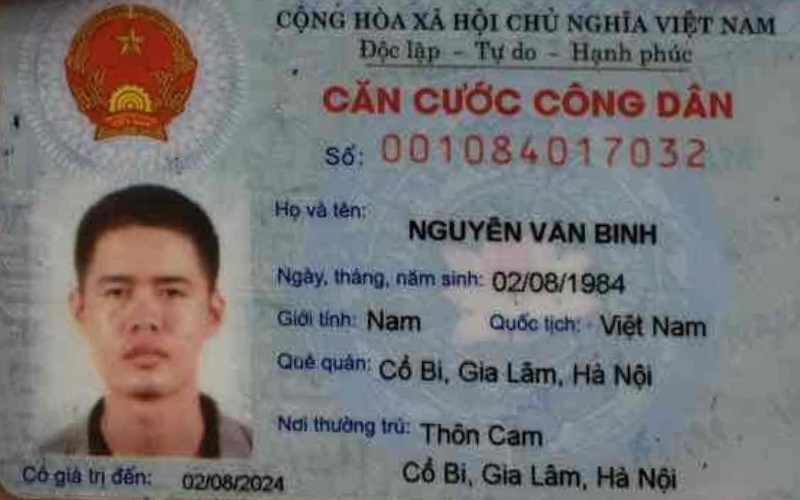 CỘNG HÒA XÃ HỘI CHỦ NGHĨA VIỆT NAM
Độc lập - Tự do - Hạnh phúc
CĂN CƯỚC CÔNG DÂN
Số: 001084017032
Họ và tên:
NGUYỄN VĂN BINH
Ngày, tháng, năm sinh: 02/08/1984
Giới tính: Nam Quốc tịch: Việt Nam
Quê quán: Cổ Bi, Gia Lâm, Hà Nội
Nơi thường trú: Thôn Cam
Cổ Bi, Gia Lâm, Hà Nội
Có giá trị đến: 02/08/2024